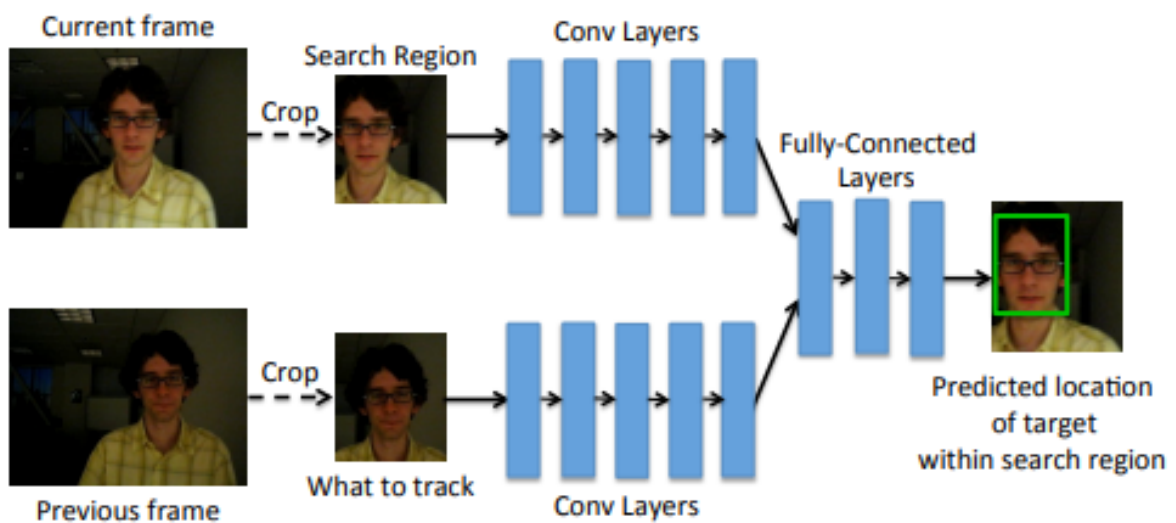 Current frame
Crop
Search Region
Conv Layers
Fully-Connected
Layers
Previous frame
Crop
What to track
Conv Layers
Predicted location
of target
within search region